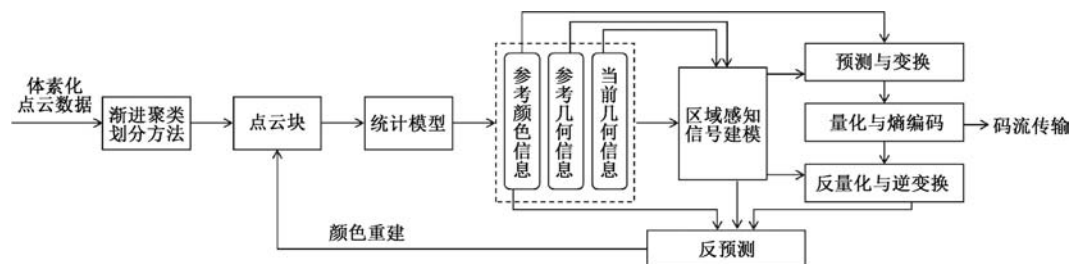 体素化
点云数据
渐进聚类
划分方法
点云块
统计模型
参考颜色信息
参考几何信息
当前几何信息
区域感知
信号建模
预测与变换
量化与熵编码
码流传输
反量化与逆变换
颜色重建
反预测